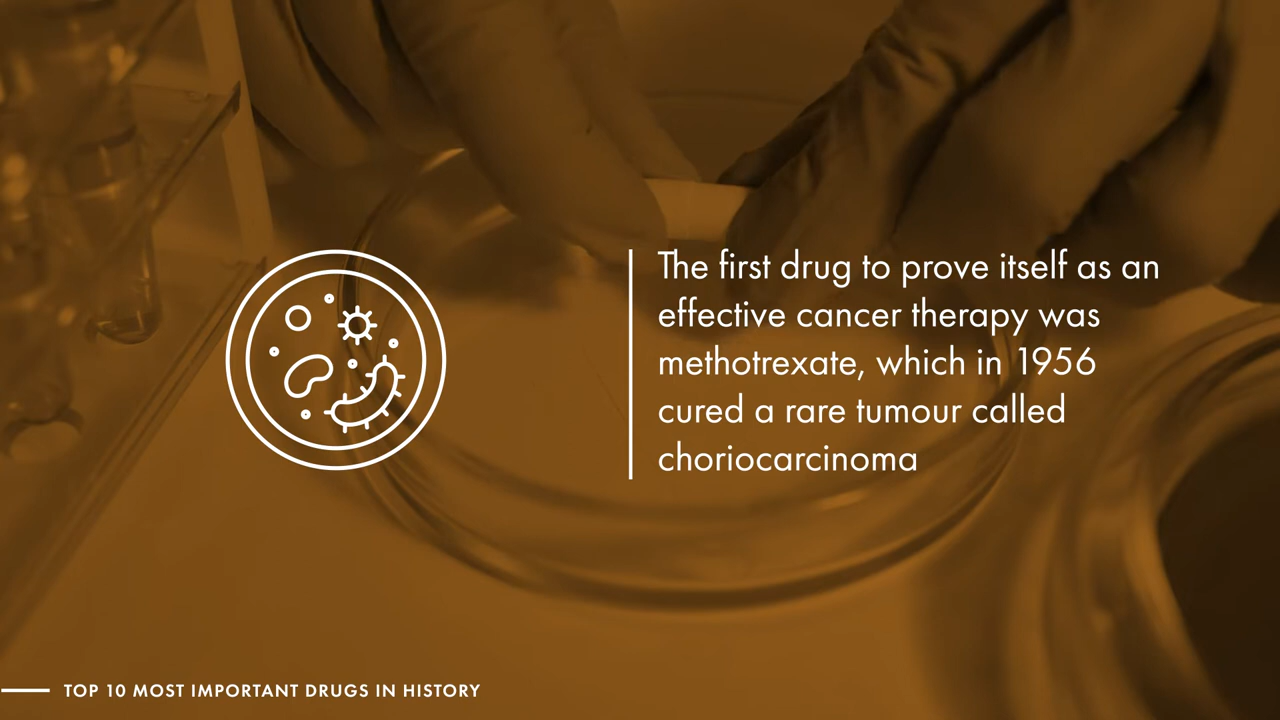 The first drug to prove itself as an
effective cancer therapy was
methotrexate, which in 1956
cured a rare tumour called
choriocarcinoma
TOP 10 MOST IMPORTANT DRUGS IN HISTORY